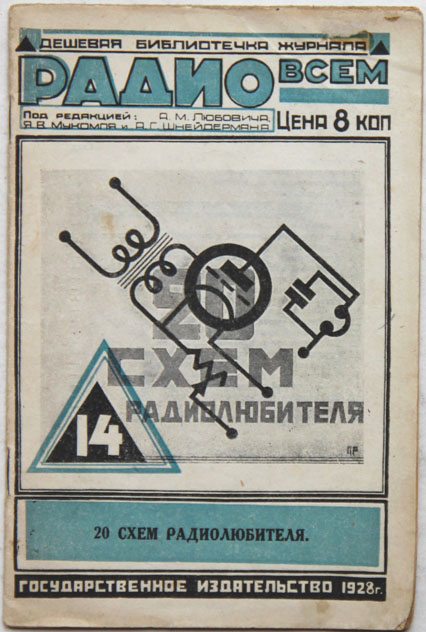 ДЕШЕВАЯ БИБЛИОТЕЧКА ЖУРНАЛА
РАДИО ВСЕМ
Под редакцией: А.М. Любовича,
Я.В. Мукомля и А.Г. Шнейдермана
Цена 8 коп
20
СХЕМ
РАДИОЛЮБИТЕЛЯ
14
20 СХЕМ РАДИОЛЮБИТЕЛЯ.
ГОСУДАРСТВЕННОЕ ИЗДАТЕЛЬСТВО 1928г.